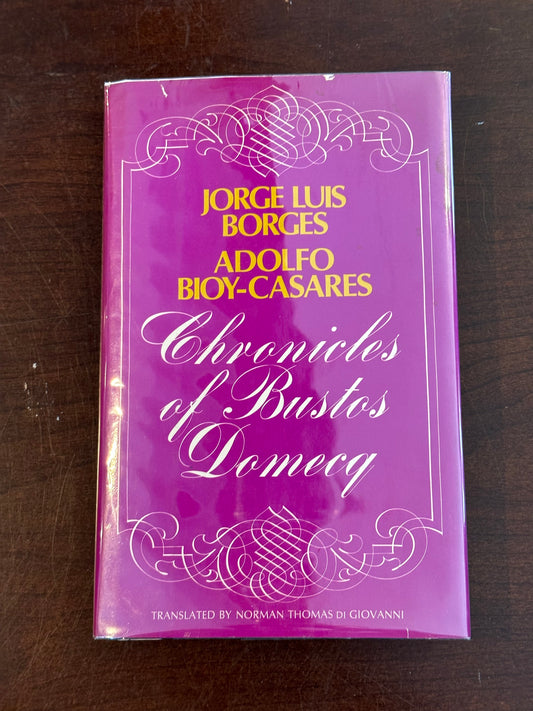 JORGE LUIS
BORGES
ADOLFO
BIOY-CASARES
Chronicles
of Bustos
Domecq
TRANSLATED BY NORMAN THOMAS DI GIOVANNI